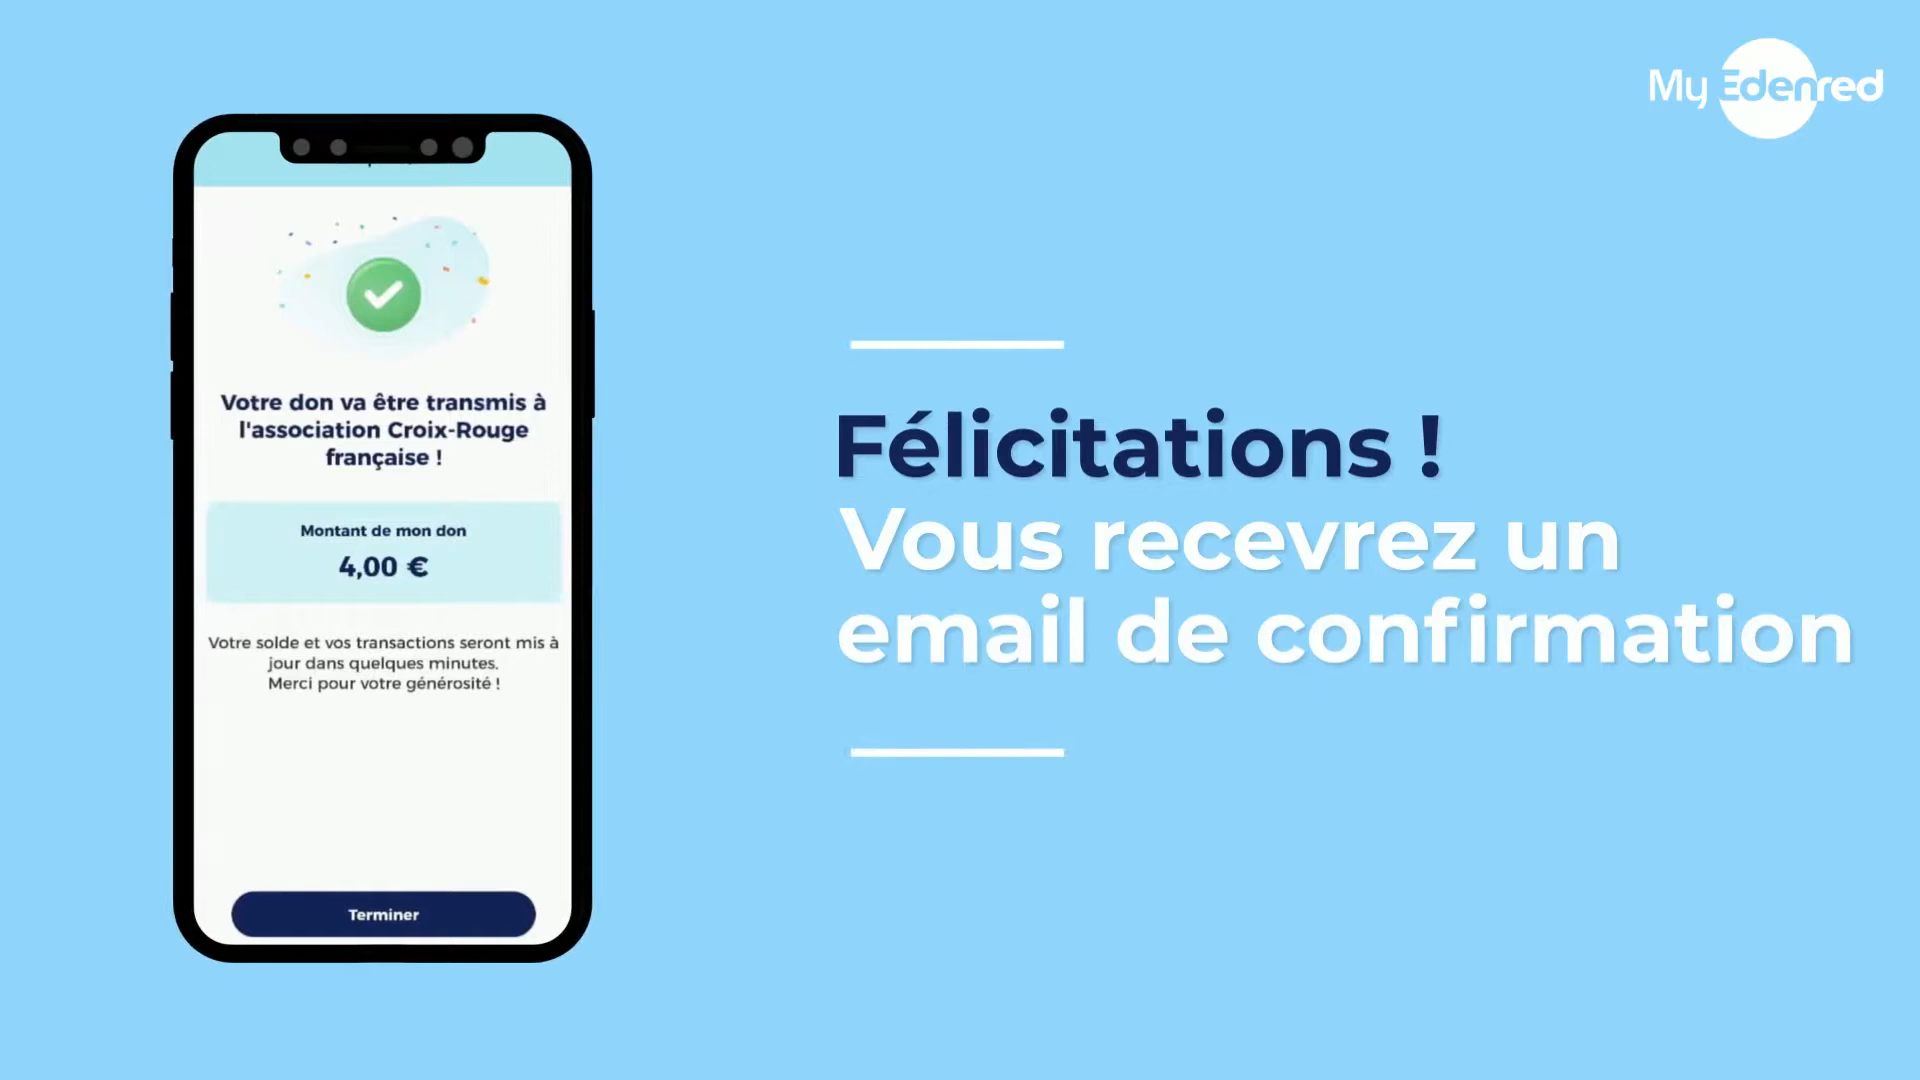 My Edenred
Votre don va être transmis à
l'association Croix-Rouge
française !
Montant de mon don
4,00 €
Votre solde et vos transactions seront mis à
jour dans quelques minutes.
Merci pour votre générosité !
Terminer
Félicitations !
Vous recevrez un
email de confirmation